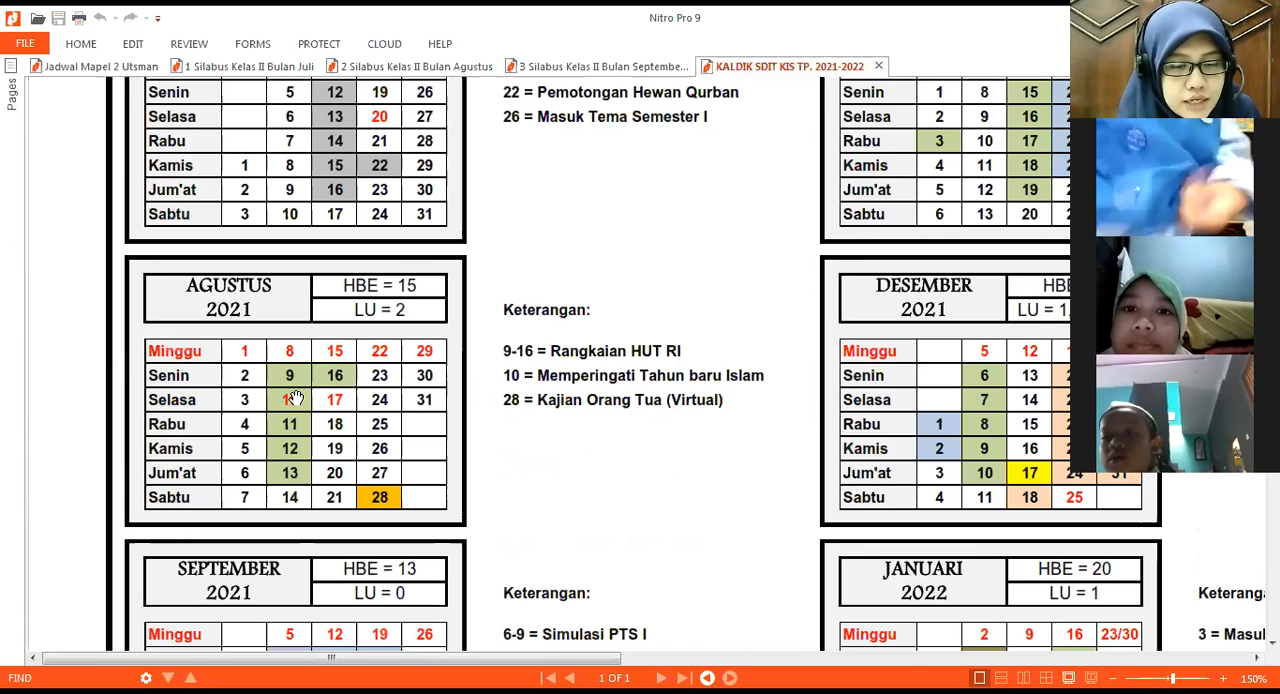 Nitro Pro 9
FILE HOME EDIT REVIEW FORMS PROTECT CLOUD HELP
Jadwal Mapel 2 Utsman 1 Silabus Kelas II Bulan Juli 2 Silabus Kelas II Bulan Agustus 3 Silabus Kelas II Bulan Septembe... KALDIK SDIT KIS TP. 2021-2022
Pages
Senin 5 12 19 26
Selasa 6 13 20 27
Rabu 7 14 21 28
Kamis 1 8 15 22 29
Jum'at 2 9 16 23 30
Sabtu 3 10 17 24 31
22 = Pemotongan Hewan Qurban
26 = Masuk Tema Semester I
Senin 1 8 15
Selasa 2 9 16
Rabu 3 10 17
Kamis 4 11 18
Jum'at 5 12 19
Sabtu 6 13 20
AGUSTUS HBE = 15
2021 LU = 2
Minggu 1 8 15 22 29
Senin 2 9 16 23 30
Selasa 3 17 24 31
Rabu 4 11 18 25
Kamis 5 12 19 26
Jum'at 6 13 20 27
Sabtu 7 14 21 28
Keterangan:
9-16 = Rangkaian HUT RI
10 = Memperingati Tahun baru Islam
28 = Kajian Orang Tua (Virtual)
DESEMBER
2021
Minggu 5 12
Senin 6 13
Selasa 7 14
Rabu 1 8 15
Kamis 2 9 16
Jum'at 3 10 17 24 31
Sabtu 4 11 18 25
SEPTEMBER HBE = 13
2021 LU = 0
Minggu 5 12 19 26
Keterangan:
6-9 = Simulasi PTS I
JANUARI HBE = 20
2022 LU = 1
Minggu 2 9 16 23/30
FIND
1 OF 1
150%